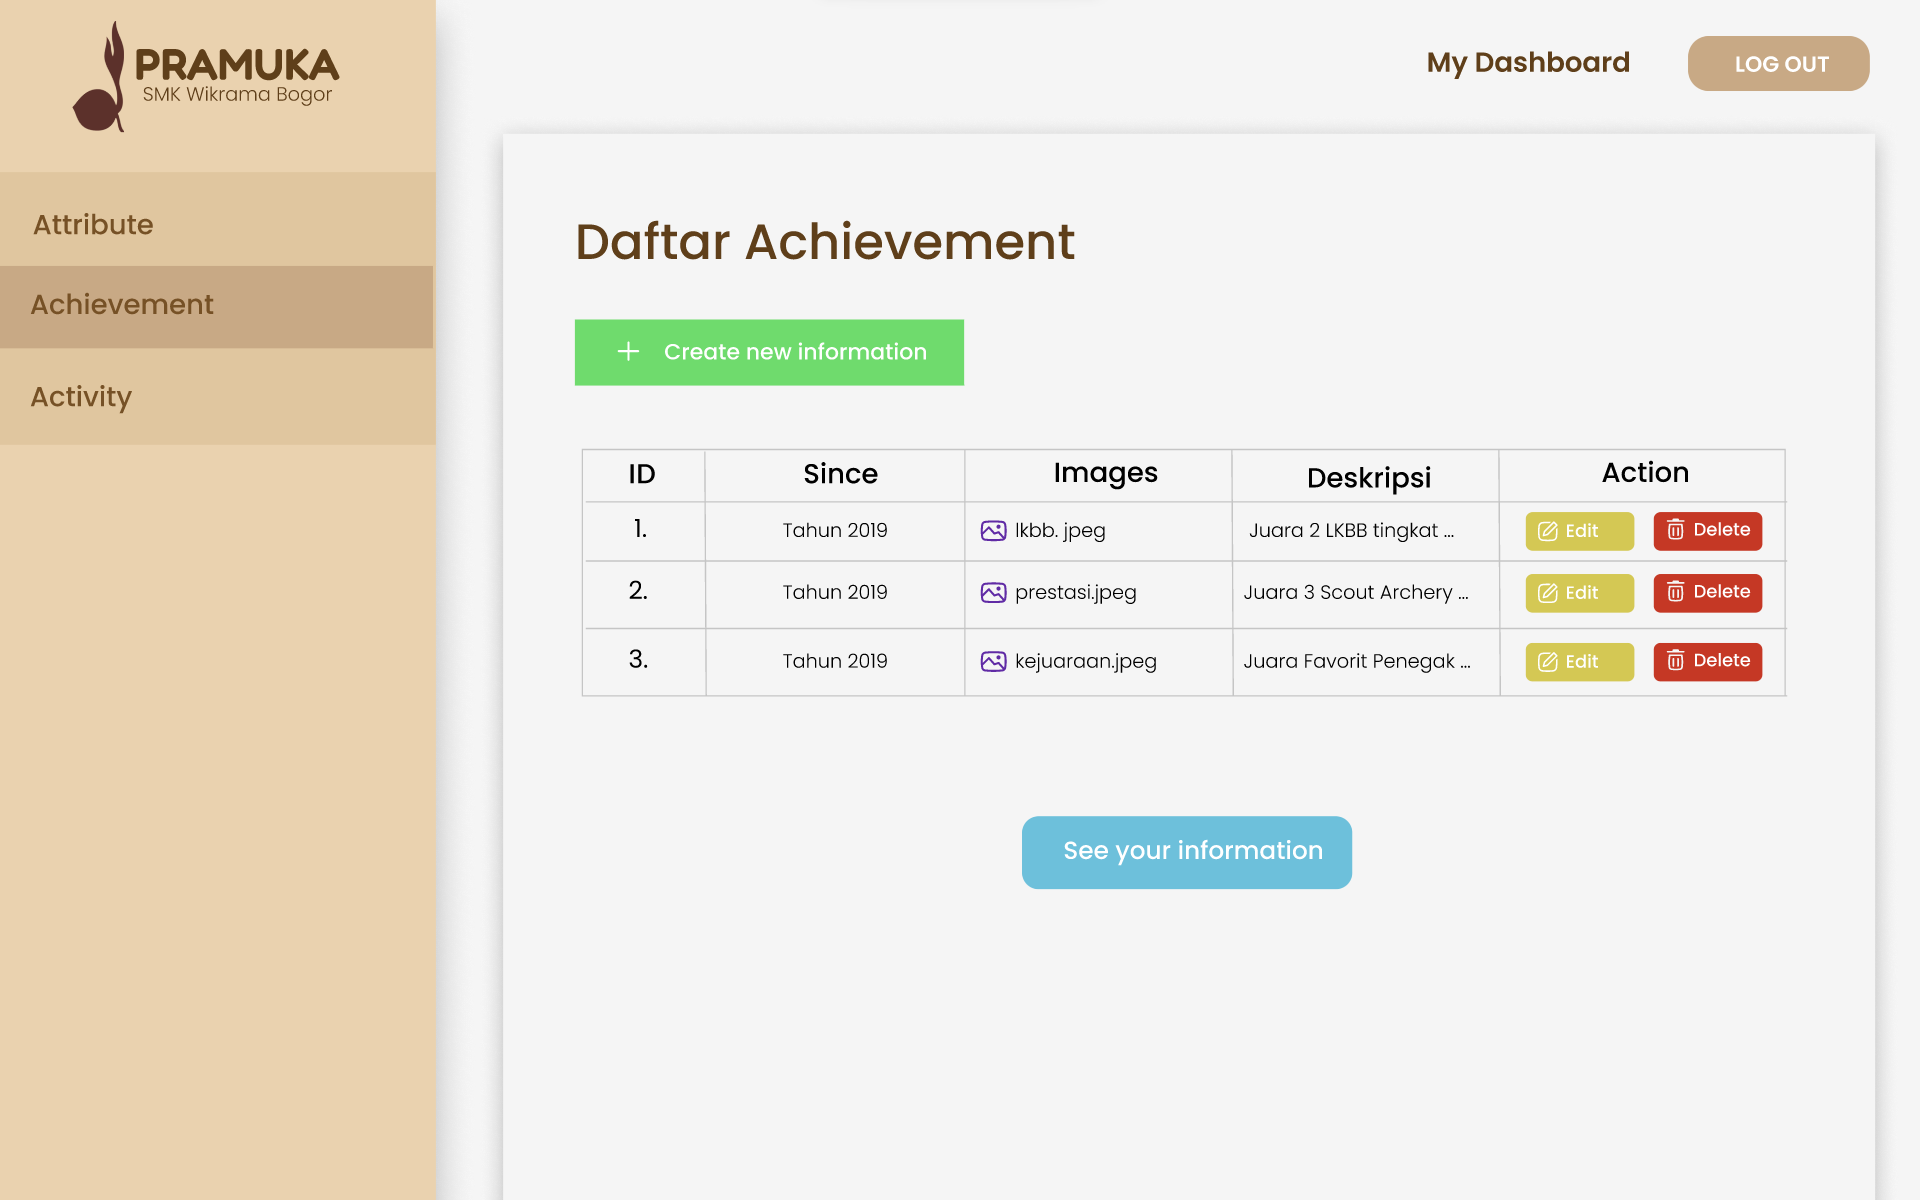 PRAMUKA
SMK Wikrama Bogor
My Dashboard
LOG OUT
Attribute
Achievement
Activity
Daftar Achievement
Create new information
ID Since Images Deskripsi Action
1. Tahun 2019 lkbb. jpeg Juara 2 LKBB tingkat ... Edit Delete
2. Tahun 2019 prestasi.jpeg Juara 3 Scout Archery ... Edit Delete
3. Tahun 2019 kejuaraan.jpeg Juara Favorit Penegak ... Edit Delete
See your information